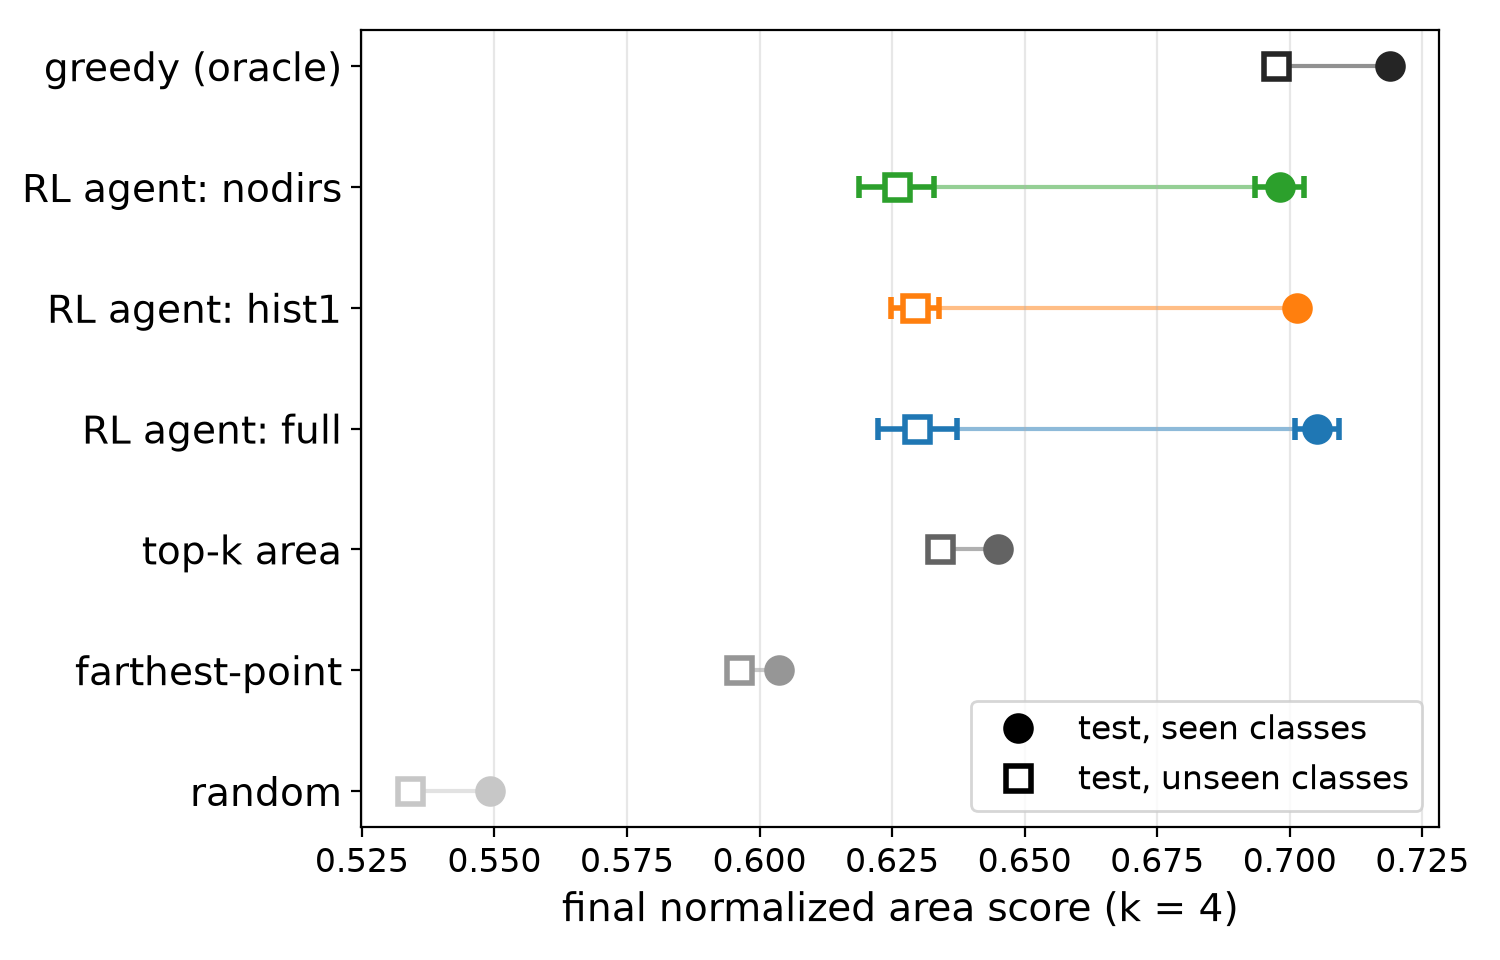 greedy (oracle)
RL agent: nodirs
RL agent: hist1
RL agent: full
top-k area
farthest-point
random
test, seen classes
test, unseen classes
0.525 0.550 0.575 0.600 0.625 0.650 0.675 0.700 0.725
final normalized area score (k = 4)